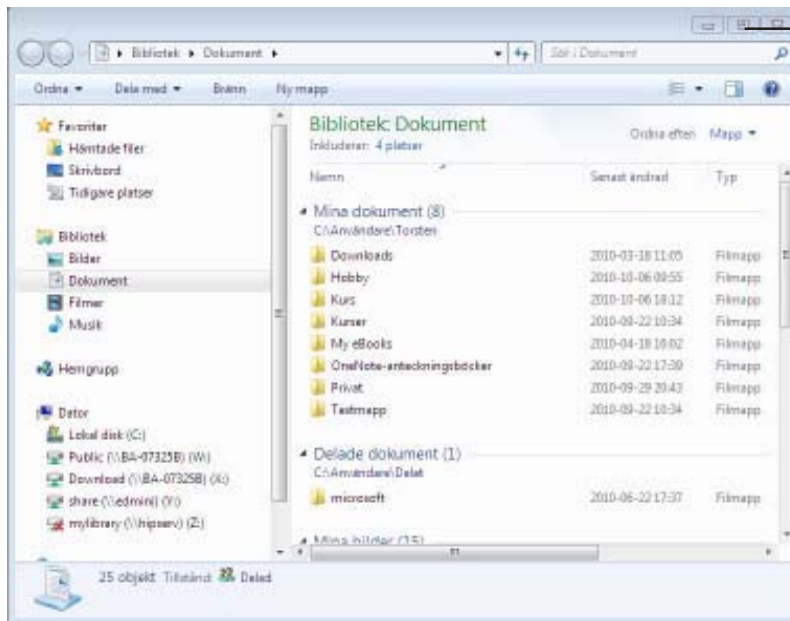 Bibliotek Dokument
Sök i Dokument
Ordna Dela med Bränn Ny mapp
Favoriter
Hämtade filer
Skrivbord
Tidigare platser
Bibliotek
Bilder
Dokument
Filmer
Musik
Hemgrupp
Dator
Lokal disk (C:)
Public (\\BA-07325B) (W:)
Download (\\BA-07325B) (X:)
share (\\edmini) (Y:)
mylibrary (\\hipserv) (Z:)
Bibliotek: Dokument
Inkluderar: 4 platser
Ordna efter: Mapp
Namn Senast ändrad Typ
Mina dokument (8)
C:\Användare\Torsten
Downloads 2010-03-18 11:05 Filmapp
Hobby 2010-10-06 09:55 Filmapp
Kurs 2010-10-06 18:12 Filmapp
Kurser 2010-09-22 10:34 Filmapp
My eBooks 2010-04-18 16:02 Filmapp
OneNote-anteckningsböcker 2010-09-22 17:39 Filmapp
Privat 2010-09-29 20:43 Filmapp
Testmapp 2010-09-22 10:34 Filmapp
Delade dokument (1)
C:\Användare\Delat
microsoft 2010-06-22 17:37 Filmapp
Mina bilder (15)
25 objekt Tillstånd: Delad